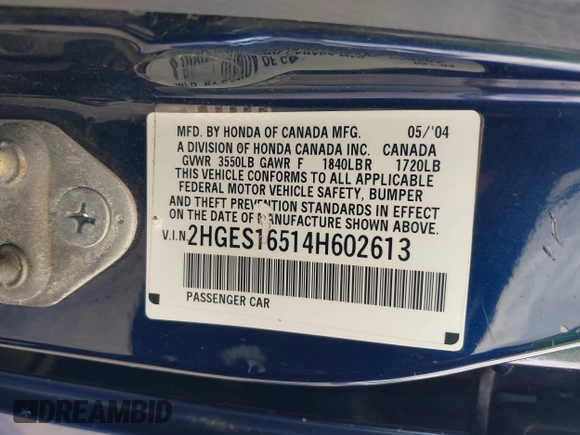 MFD. BY HONDA OF CANADA MFG. 05/'04
A DIVISION OF HONDA CANADA INC. CANADA
GVWR 3550LB GAWR F 1840LBR 1720LB
THIS VEHICLE CONFORMS TO ALL APPLICABLE
FEDERAL MOTOR VEHICLE SAFETY, BUMPER
AND THEFT PREVENTION STANDARDS IN EFFECT
ON THE DATE OF MANUFACTURE SHOWN ABOVE.
V.I.N 2HGES16514H602613
PASSENGER CAR
DREAMBID